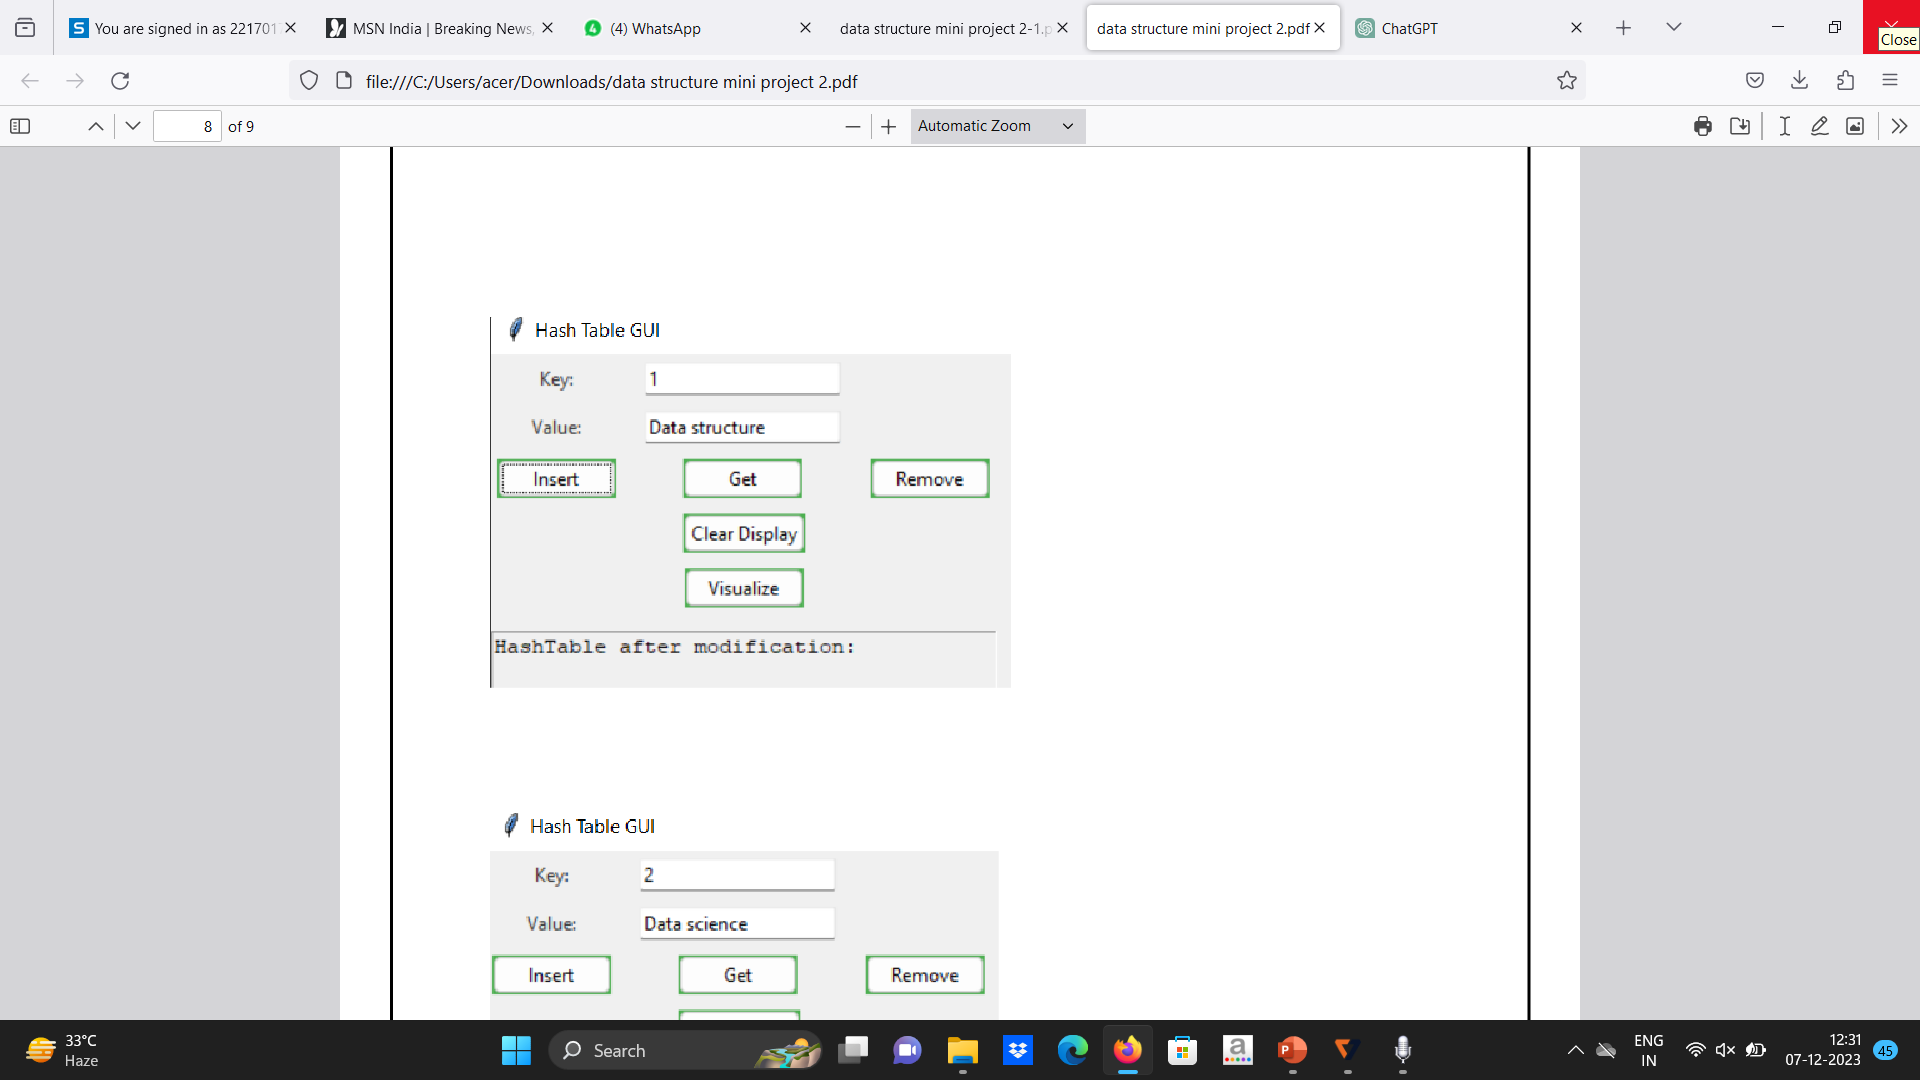 You are signed in as 221701
MSN India | Breaking News,
(4) WhatsApp
data structure mini project 2-1.p
data structure mini project 2.pdf
ChatGPT
Close
file:///C:/Users/acer/Downloads/data structure mini project 2.pdf
8 of 9
Automatic Zoom
Hash Table GUI
Key: 1
Value: Data structure
Insert Get Remove
Clear Display
Visualize
HashTable after modification:
Hash Table GUI
Key: 2
Value: Data science
Insert Get Remove
33°C
Haze
Search
ENG
IN
12:31
07-12-2023
45